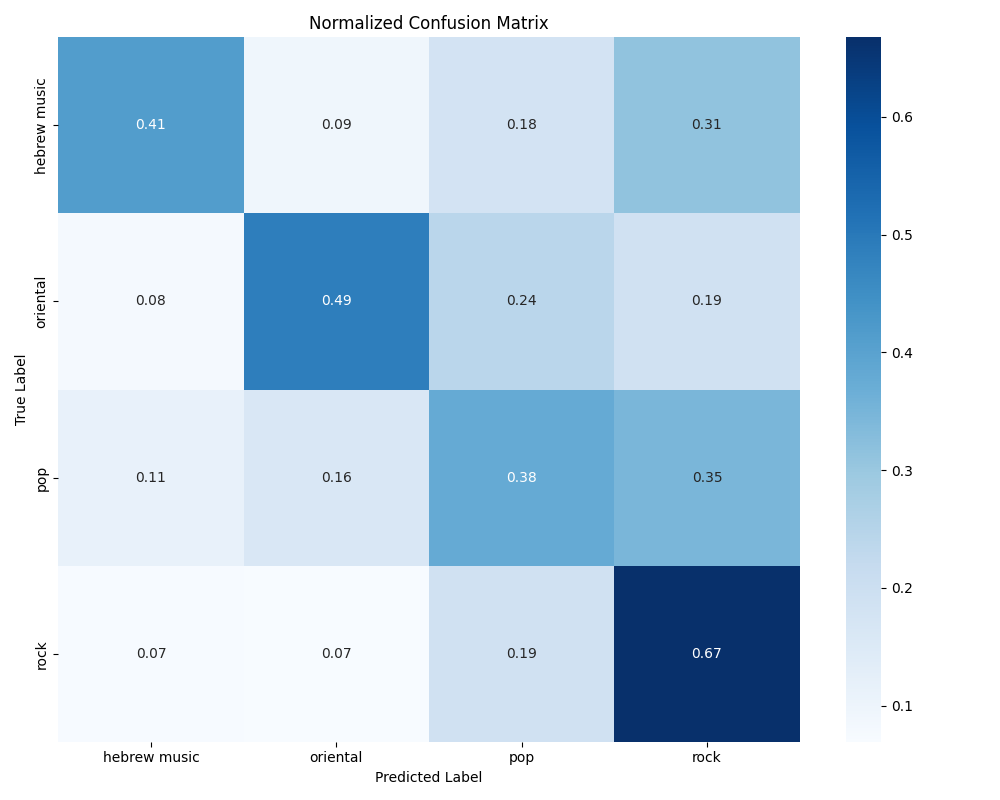 Normalized Confusion Matrix
hebrew music
0.41 0.09 0.18 0.31
oriental
0.08 0.49 0.24 0.19
pop
0.11 0.16 0.38 0.35
rock
0.07 0.07 0.19 0.67
True Label
hebrew music oriental pop rock
Predicted Label
0.6
0.5
0.4
0.3
0.2
0.1